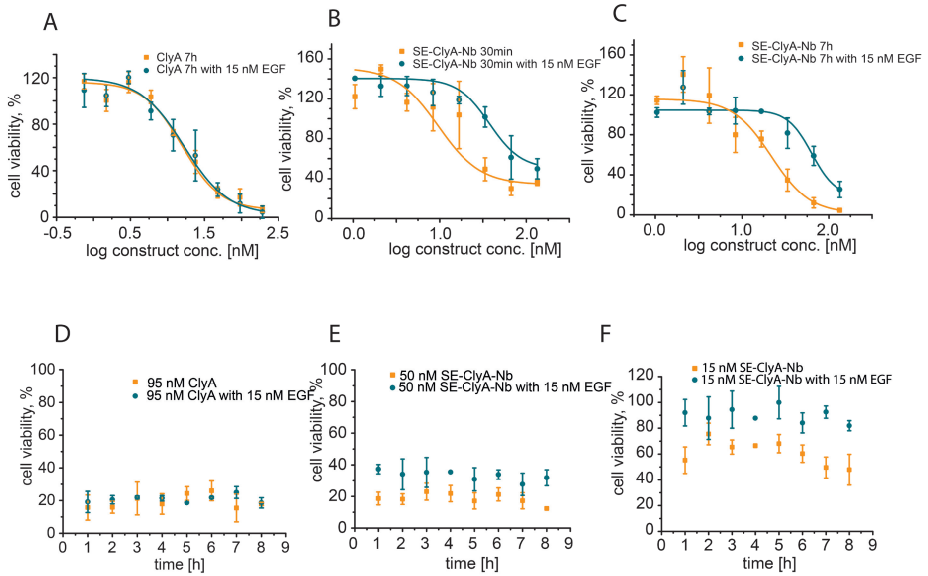 A
ClyA 7h
ClyA 7h with 15 nM EGF
cell viability, %
120
80
40
0
-0.5
0.1
0.7
1.3
1.9
2.5
log construct conc. [nM]
B
SE-ClyA-Nb 30min
SE-ClyA-Nb 30min with 15 nM EGF
cell viability, %
160
120
80
40
0
0.0
1.0
2.0
log construct conc. [nM]
C
SE-ClyA-Nb 7h
SE-ClyA-Nb 7h with 15 nM EGF
cell viability, %
160
120
80
40
0
0.0
1.0
2.0
log construct conc. [nM]
D
95 nM ClyA
95 nM ClyA with 15 nM EGF
cell viability, %
100
80
60
40
20
0
0 1 2 3 4 5 6 7 8 9
time [h]
E
50 nM SE-ClyA-Nb
50 nM SE-ClyA-Nb with 15 nM EGF
cell viability, %
100
80
60
40
20
0
0 1 2 3 4 5 6 7 8 9
time [h]
F
15 nM SE-ClyA-Nb
15 nM SE-ClyA-Nb with 15 nM EGF
cell viability, %
120
100
80
60
40
20
0
0 1 2 3 4 5 6 7 8 9
time [h]